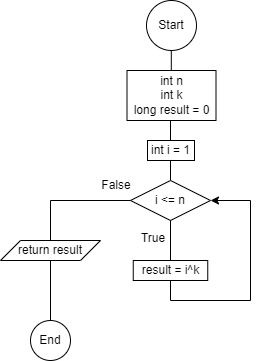 Start
int n
int k
long result = 0
int i = 1
False
i <= n
True
return result
result = i^k
End